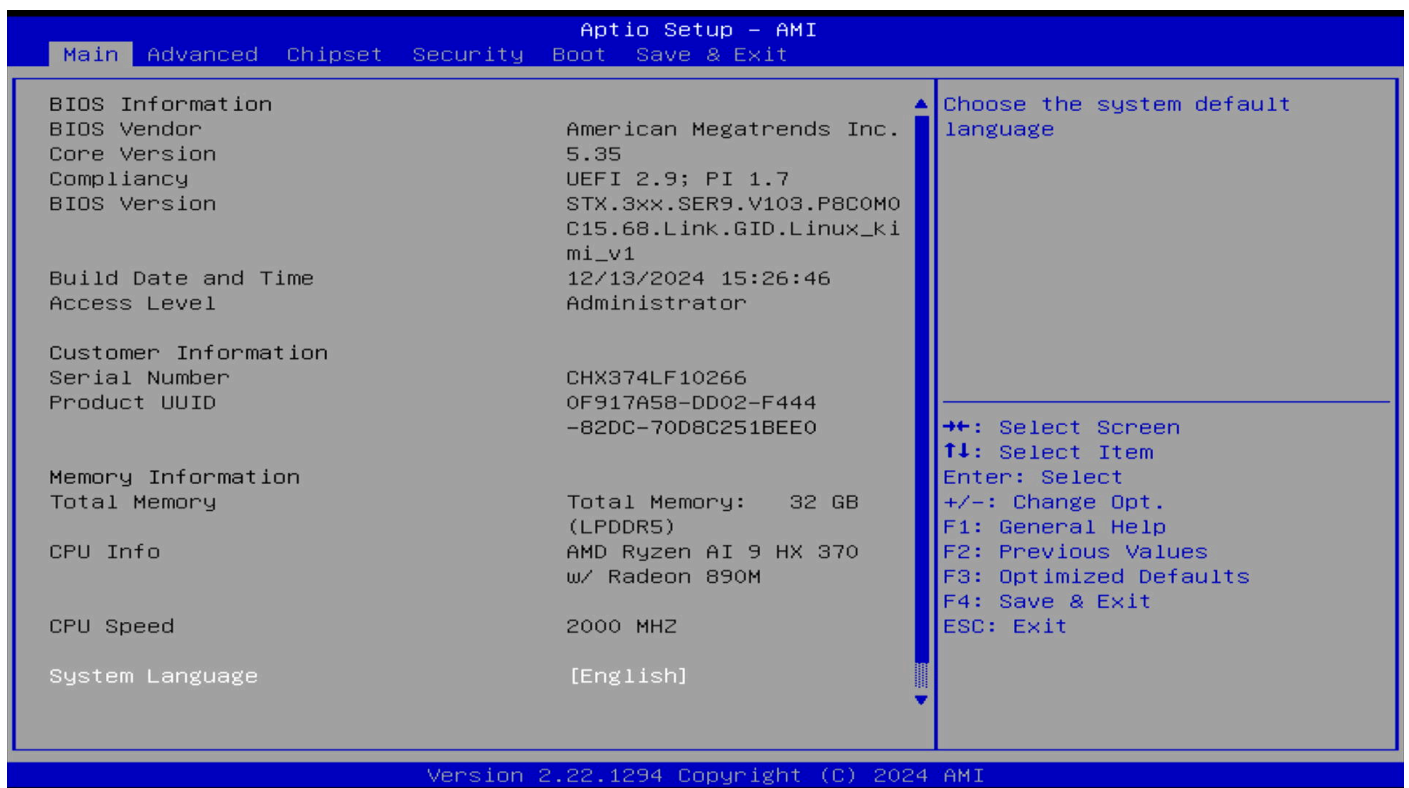 Aptio Setup – AMI
Main Advanced Chipset Security Boot Save & Exit
BIOS Information
BIOS Vendor American Megatrends Inc.
Core Version 5.35
Compliancy UEFI 2.9; PI 1.7
BIOS Version STX.3xx.SER9.V103.P8C0M0
C15.68.Link.GID.Linux_ki
mi_v1
Build Date and Time 12/13/2024 15:26:46
Access Level Administrator
Customer Information
Serial Number CHX374LF10266
Product UUID 0F917A58-DD02-F444
-82DC-70D8C251BEE0
Memory Information
Total Memory Total Memory: 32 GB
(LPDDR5)
CPU Info AMD Ryzen AI 9 HX 370
w/ Radeon 890M
CPU Speed 2000 MHZ
System Language [English]
Choose the system default
language
→←: Select Screen
↑↓: Select Item
Enter: Select
+/-: Change Opt.
F1: General Help
F2: Previous Values
F3: Optimized Defaults
F4: Save & Exit
ESC: Exit
Version 2.22.1294 Copyright (C) 2024 AMI